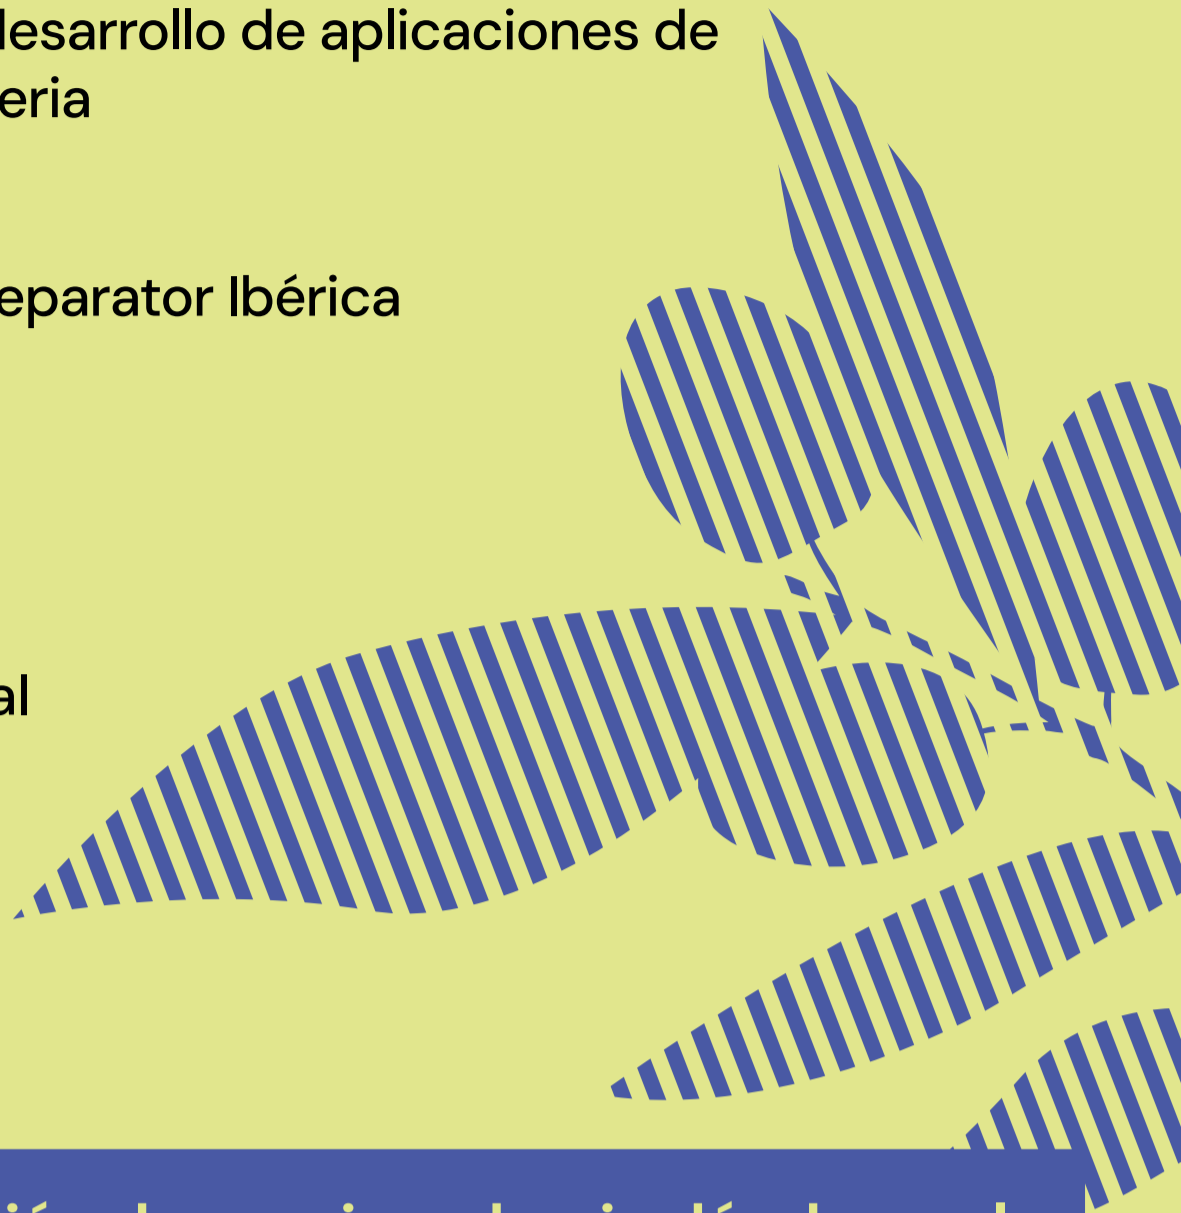 desarrollo de aplicaciones de
eria
eparator Ibérica
al